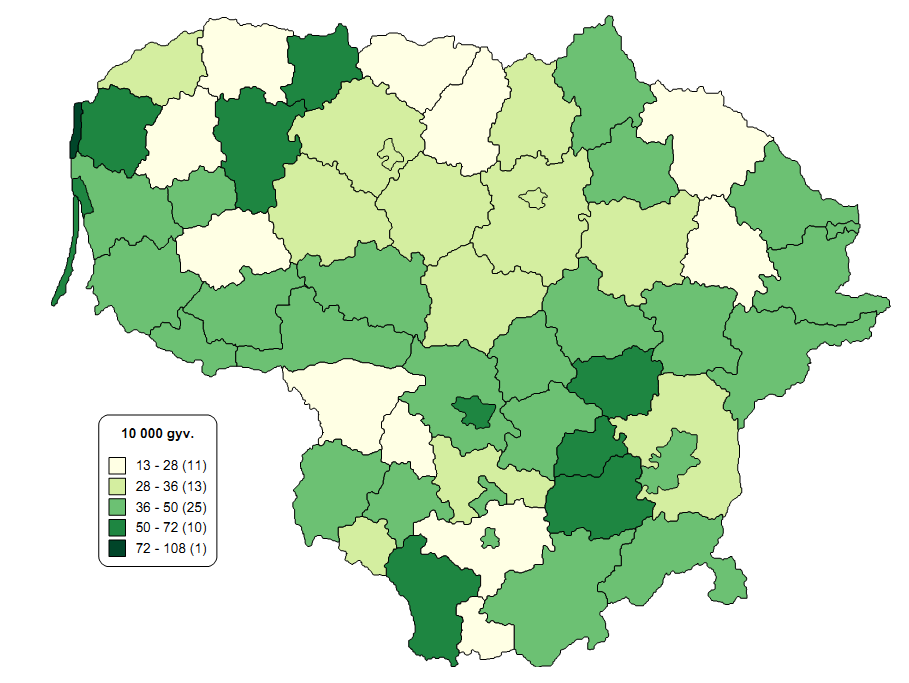 10 000 gyv.
13 - 28 (11)
28 - 36 (13)
36 - 50 (25)
50 - 72 (10)
72 - 108 (1)